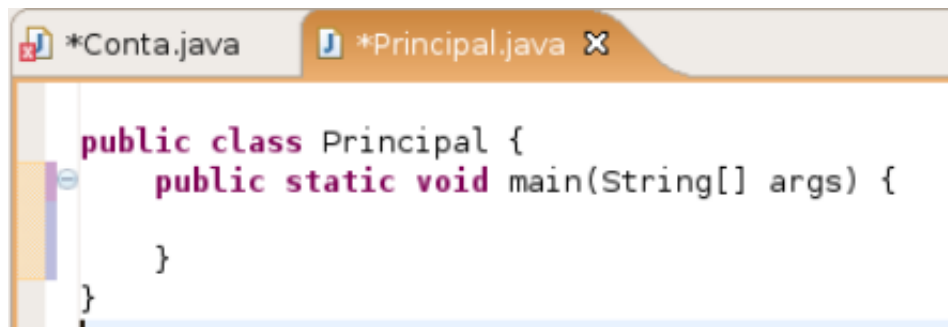 *Conta.java *Principal.java
public class Principal {
public static void main(String[] args) {
}
}